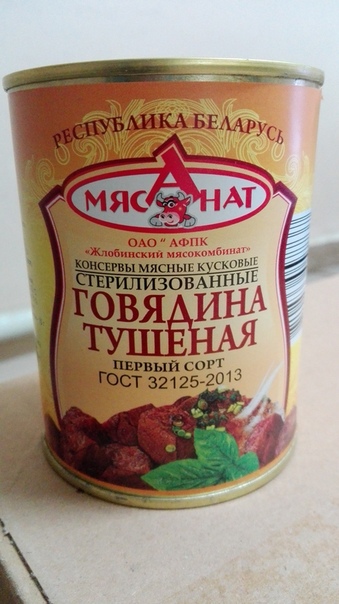 РЕСПУБЛИКА БЕЛАРУСЬ
МЯСАНАТ
ОАО " АФПК
«Жлобинский мясокомбинат»
КОНСЕРВЫ МЯСНЫЕ КУСКОВЫЕ
СТЕРИЛИЗОВАННЫЕ
ГОВЯДИНА
ТУШЕНАЯ
ПЕРВЫЙ СОРТ
ГОСТ 32125-2013